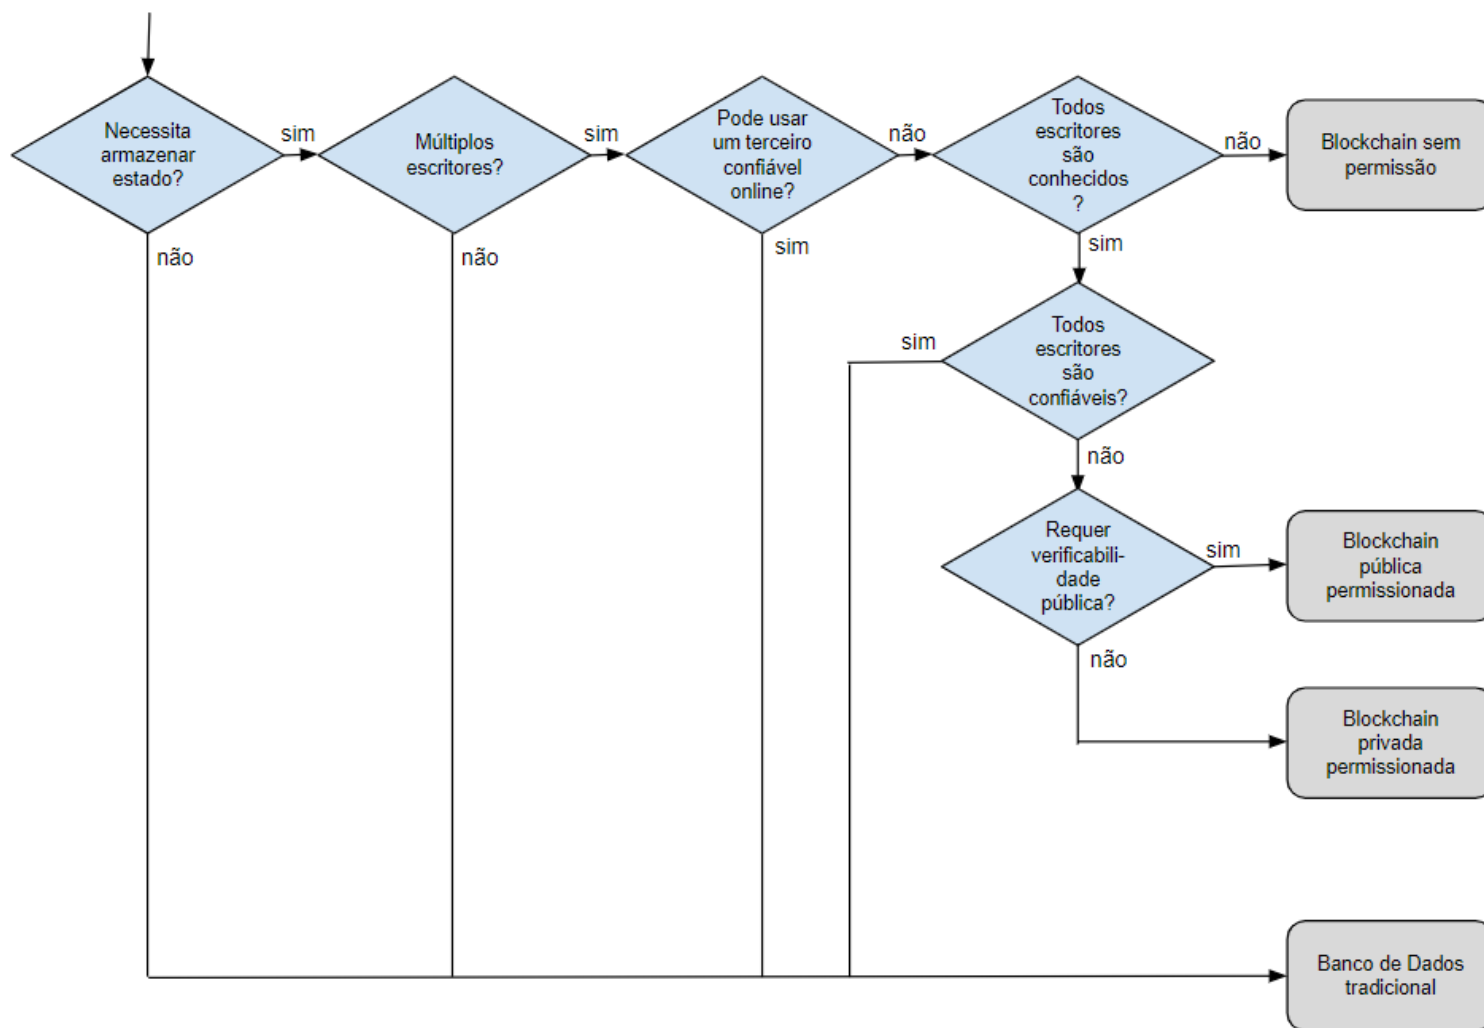 Necessita
armazenar
estado?
sim
não
Múltiplos
escritores?
sim
não
Pode usar
um terceiro
confiável
online?
não
sim
Todos
escritores
são
conhecidos
?
não
sim
Blockchain sem
permissão
Todos
escritores
são
confiáveis?
sim
não
Requer
verificabili-
dade
pública?
sim
não
Blockchain
pública
permissionada
Blockchain
privada
permissionada
Banco de Dados
tradicional